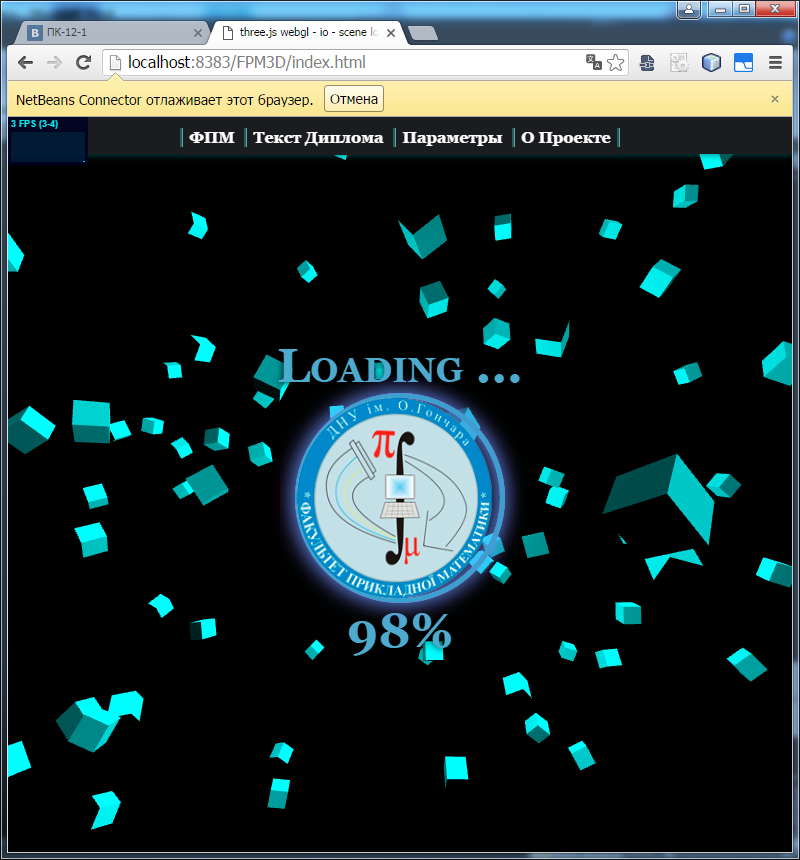 ПК-12-1
three.js webgl - io - scene lo
localhost:8383/FPM3D/index.html
NetBeans Connector отлаживает этот браузер. Отмена
3 FPS (3-4)
ФПМ Текст Диплома Параметры О Проекте
Loading ...
ДНУ ім. О.Гончара
π
μ
ФАКУЛЬТЕТ ПРИКЛАДНОЇ МАТЕМАТИКИ
98%